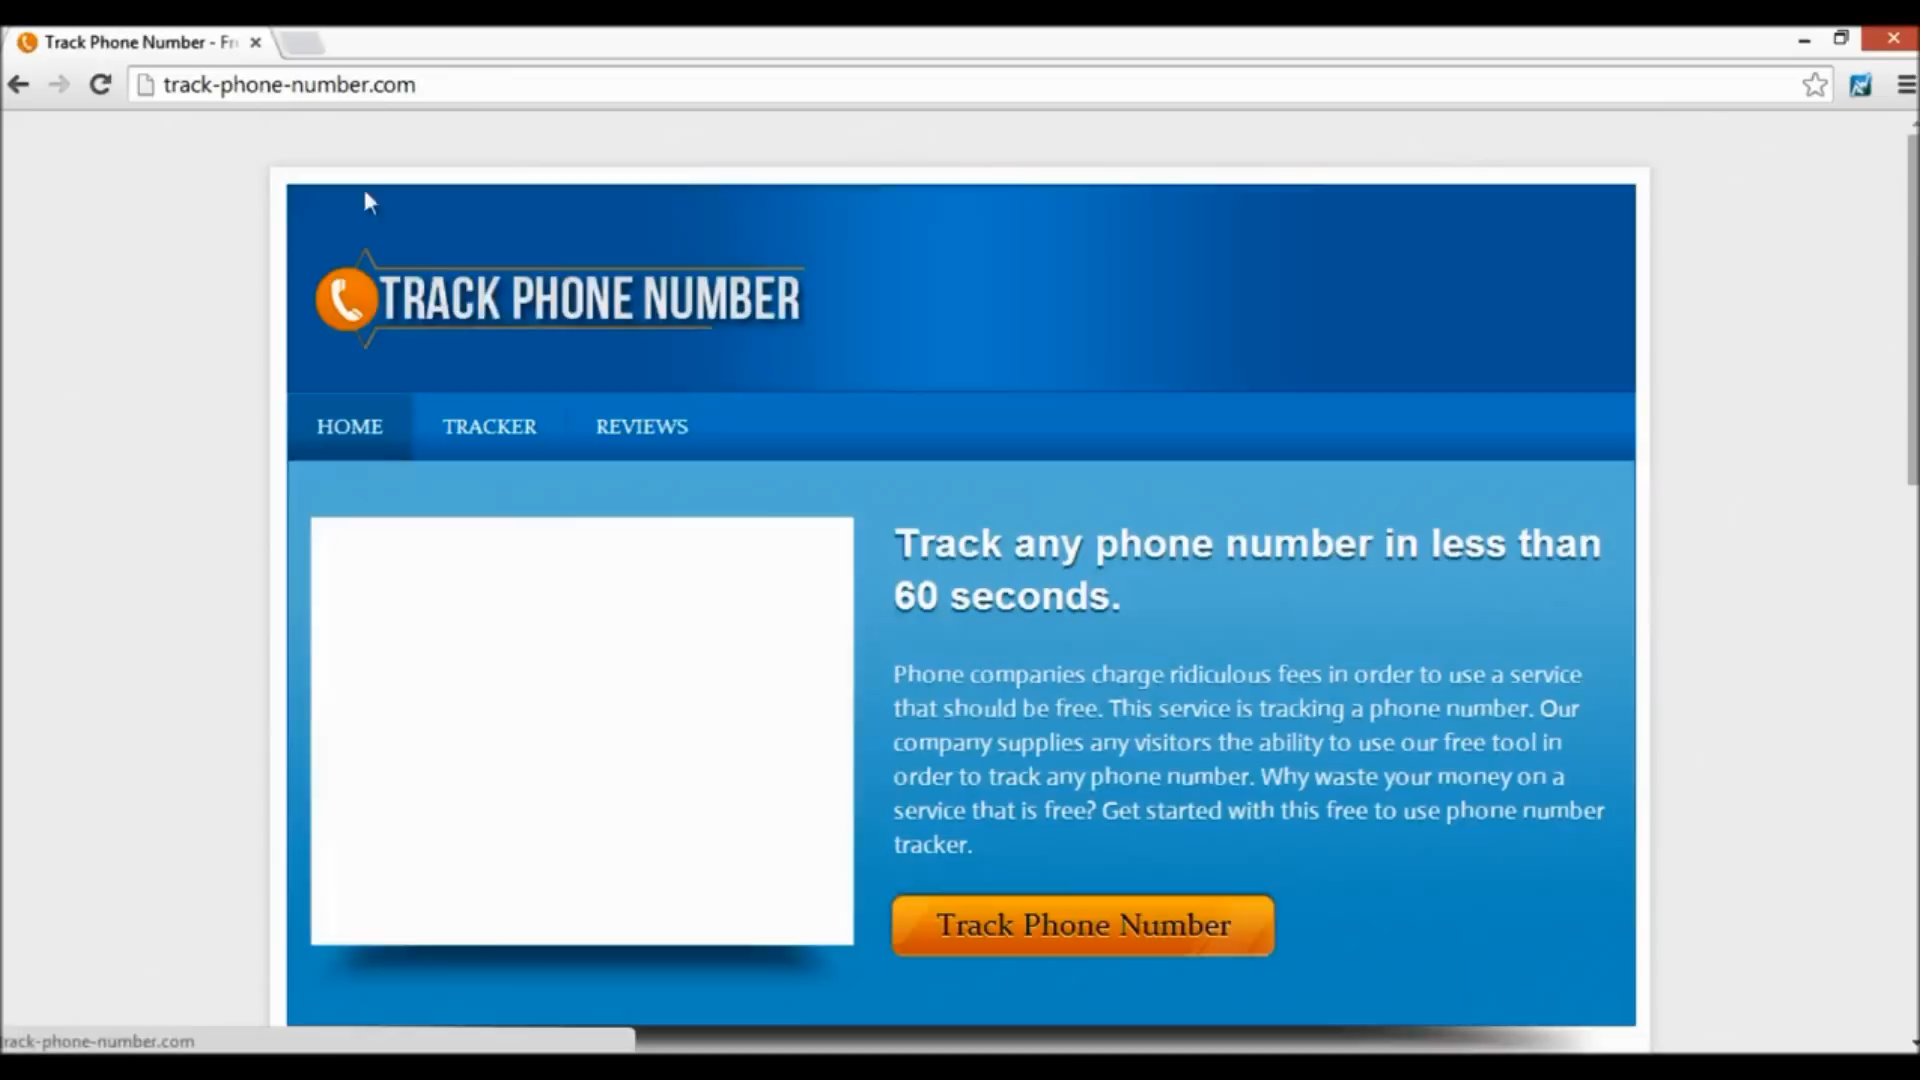 Track Phone Number - Fr
track-phone-number.com
TRACK PHONE NUMBER
HOME
TRACKER
REVIEWS
Track any phone number in less than
60 seconds.
Phone companies charge ridiculous fees in order to use a service
that should be free. This service is tracking a phone number. Our
company supplies any visitors the ability to use our free tool in
order to track any phone number. Why waste your money on a
service that is free? Get started with this free to use phone number
tracker.
Track Phone Number
rack-phone-number.com